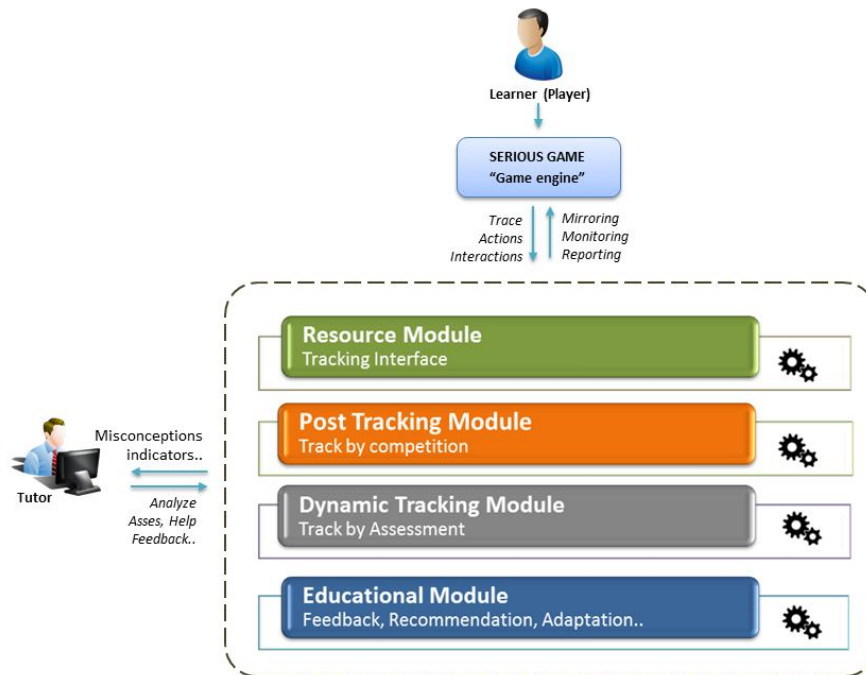 Learner (Player)
SERIOUS GAME
“Game engine”
Trace
Actions
Interactions
Mirroring
Monitoring
Reporting
Resource Module
Tracking Interface
Post Tracking Module
Track by competition
Misconceptions
indicators..
Tutor
Analyze
Asses, Help
Feedback..
Dynamic Tracking Module
Track by Assessment
Educational Module
Feedback, Recommendation, Adaptation..